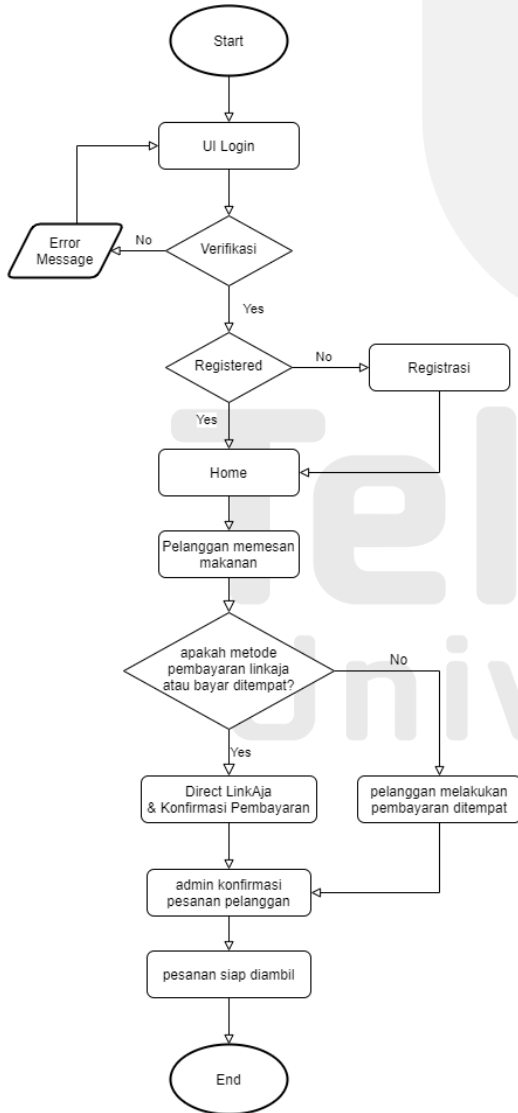 Start
UI Login
Error
Message
No
Verifikasi
Yes
Registered
No
Registrasi
Yes
Home
Pelanggan memesan
makanan
apakah metode
pembayaran linkaja
atau bayar ditempat?
No
Yes
Direct LinkAja
& Konfirmasi Pembayaran
pelanggan melakukan
pembayaran ditempat
admin konfirmasi
pesanan pelanggan
pesanan siap diambil
End
Tel
Univ